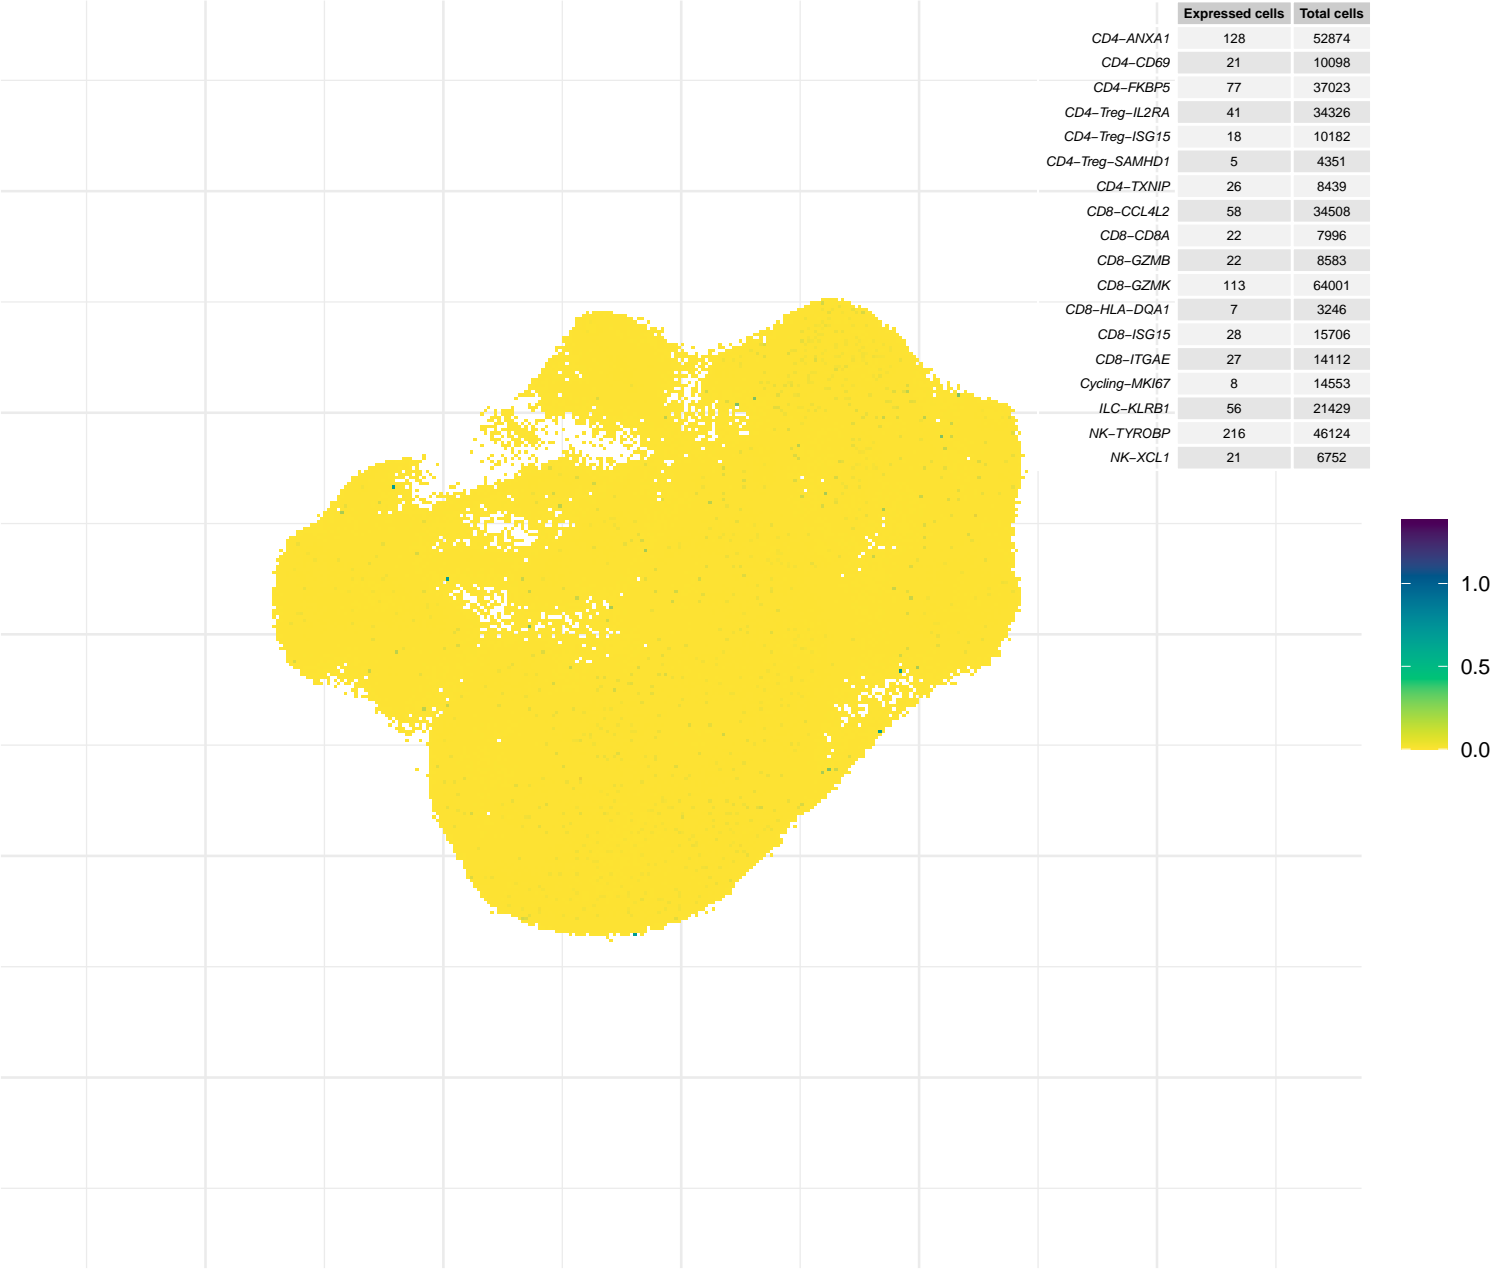 Expressed cells Total cells
CD4−ANXA1 128 52874
CD4−CD69 21 10098
CD4−FKBP5 77 37023
CD4−Treg−IL2RA 41 34326
CD4−Treg−ISG15 18 10182
CD4−Treg−SAMHD1 5 4351
CD4−TXNIP 26 8439
CD8−CCL4L2 58 34508
CD8−CD8A 22 7996
CD8−GZMB 22 8583
CD8−GZMK 113 64001
CD8−HLA−DQA1 7 3246
CD8−ISG15 28 15706
CD8−ITGAE 27 14112
Cycling−MKI67 8 14553
ILC−KLRB1 56 21429
NK−TYROBP 216 46124
NK−XCL1 21 6752
1.0
0.5
0.0